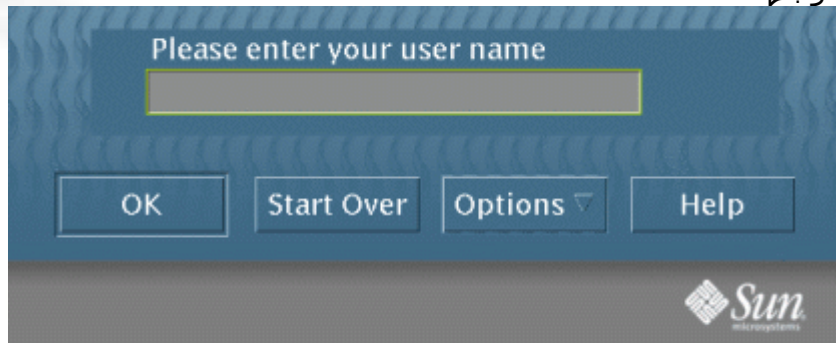 Please enter your user name
OK
Start Over
Options
Help
Sun
microsystems